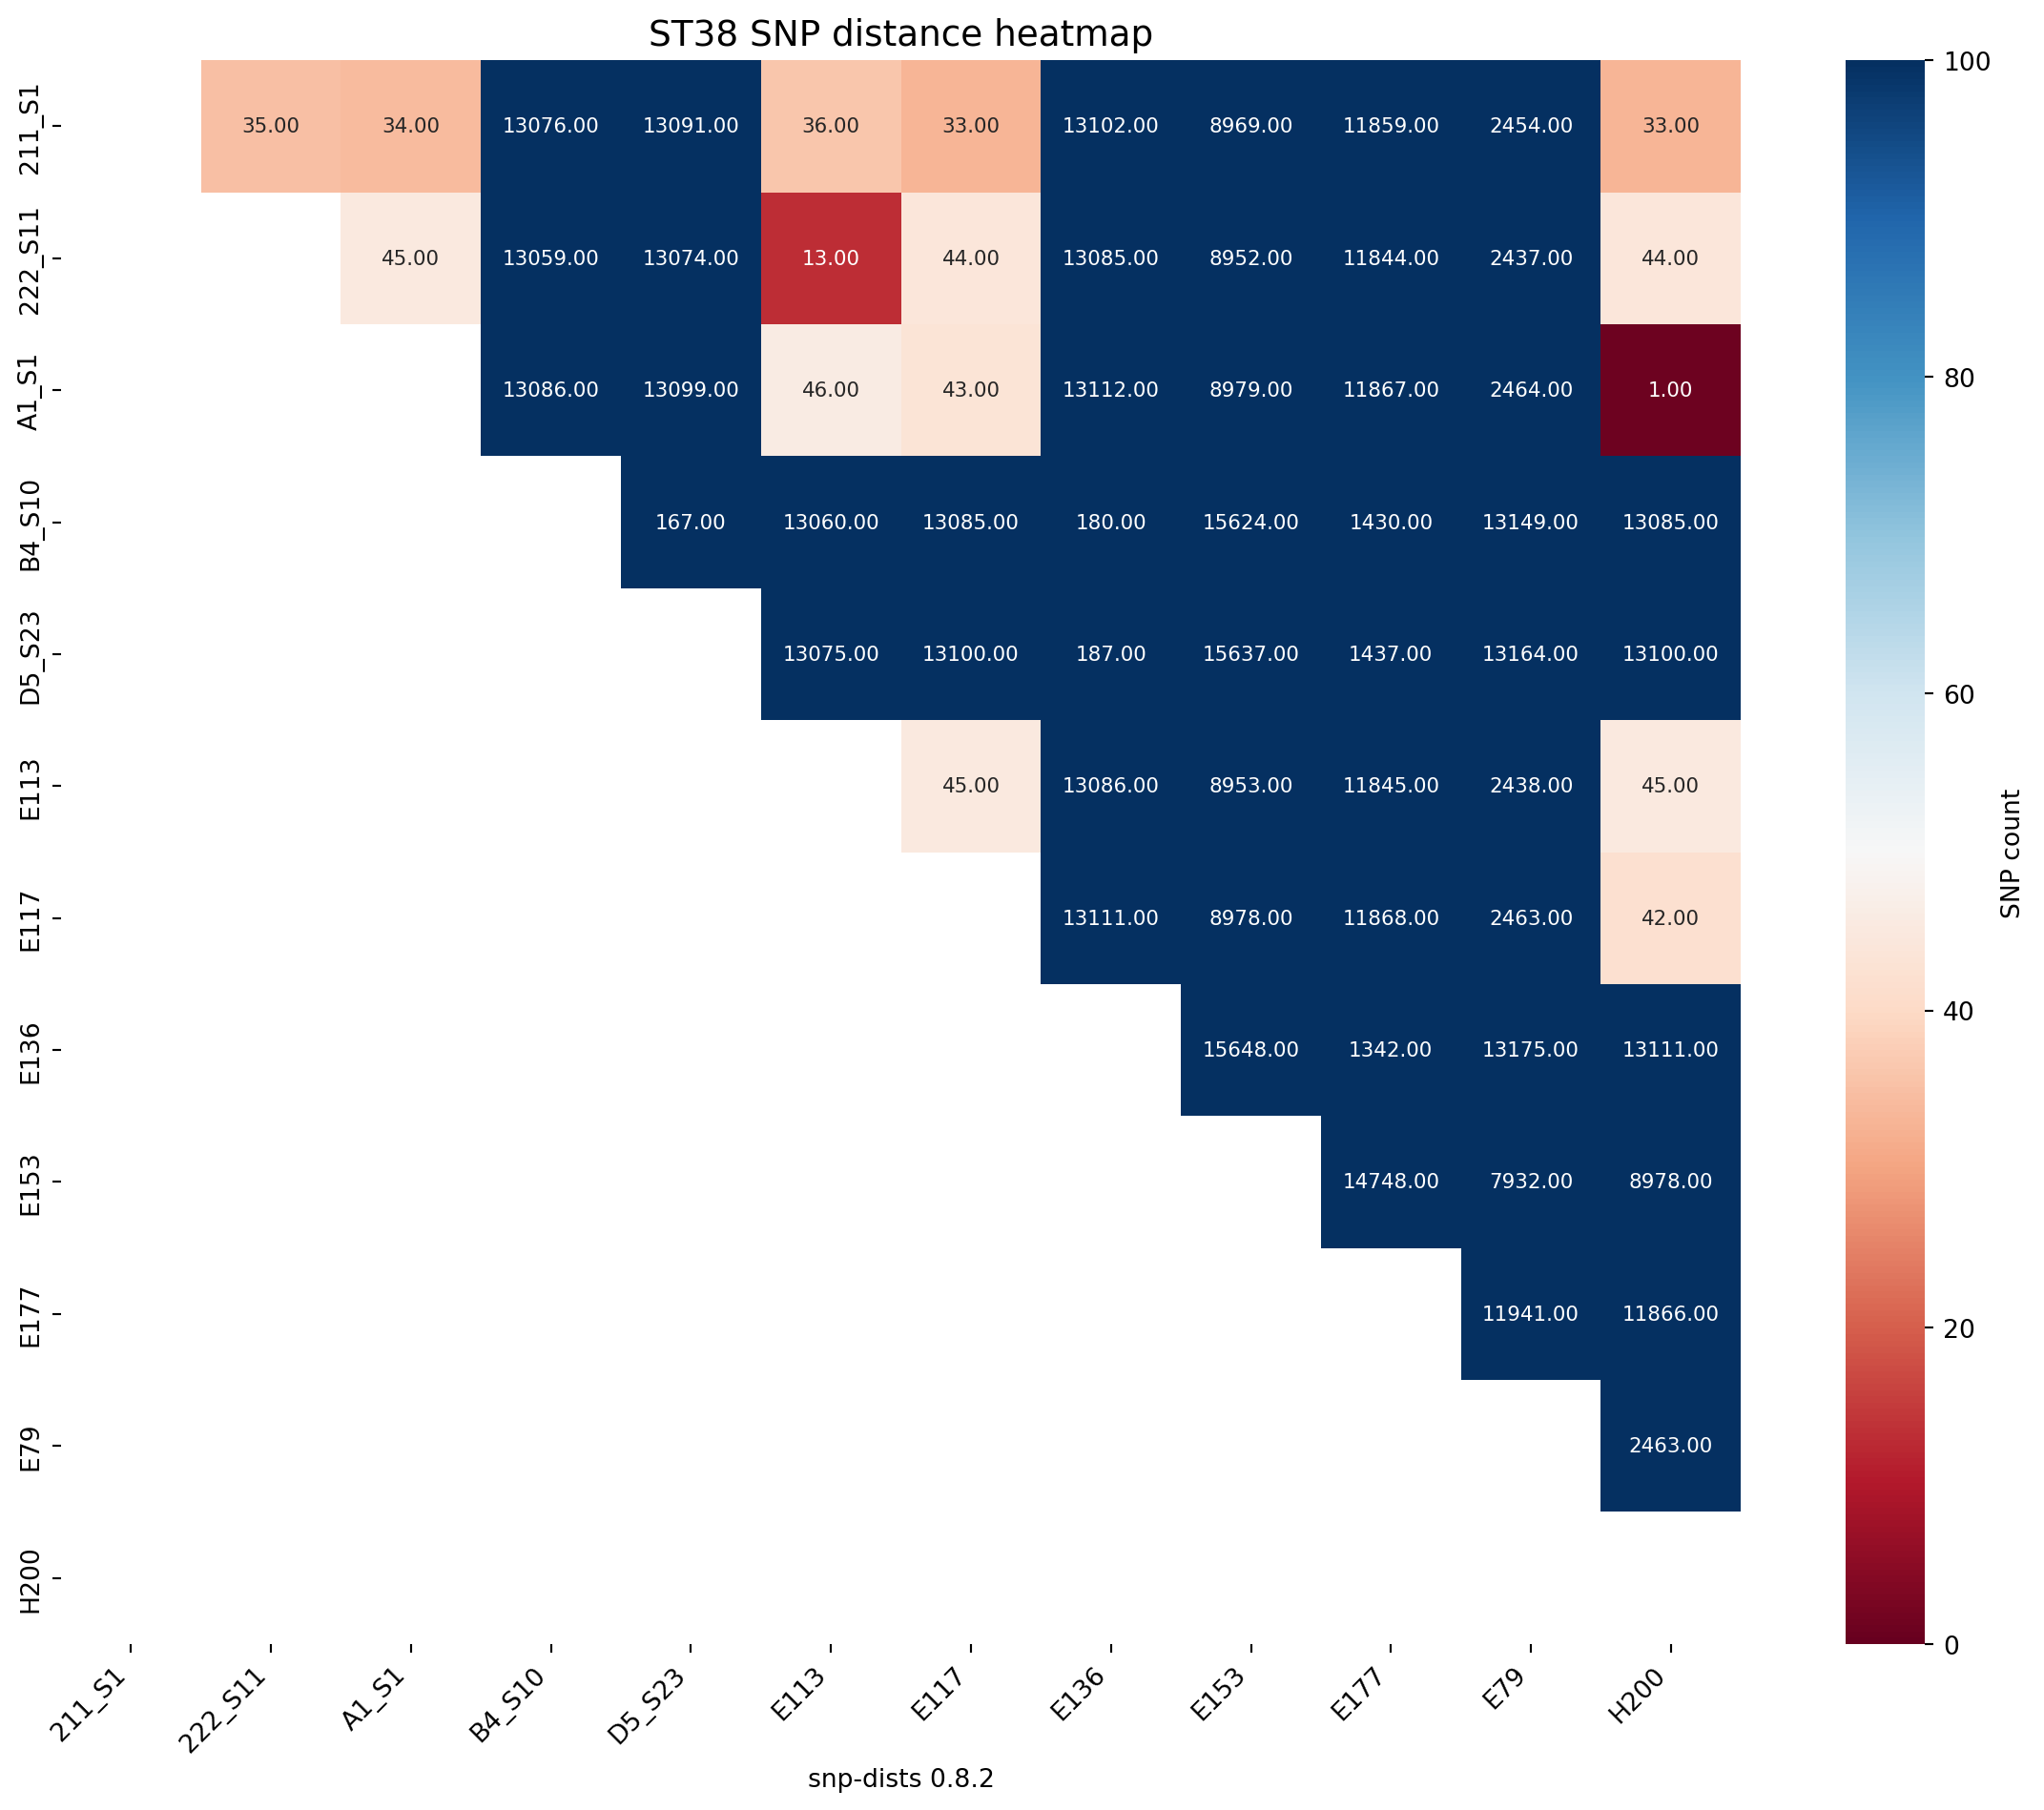 ST38 SNP distance heatmap
211_S1 35.00 34.00 13076.00 13091.00 36.00 33.00 13102.00 8969.00 11859.00 2454.00 33.00
222_S11 45.00 13059.00 13074.00 13.00 44.00 13085.00 8952.00 11844.00 2437.00 44.00
A1_S1 13086.00 13099.00 46.00 43.00 13112.00 8979.00 11867.00 2464.00 1.00
B4_S10 167.00 13060.00 13085.00 180.00 15624.00 1430.00 13149.00 13085.00
D5_S23 13075.00 13100.00 187.00 15637.00 1437.00 13164.00 13100.00
E113 45.00 13086.00 8953.00 11845.00 2438.00 45.00
E117 13111.00 8978.00 11868.00 2463.00 42.00
E136 15648.00 1342.00 13175.00 13111.00
E153 14748.00 7932.00 8978.00
E177 11941.00 11866.00
E79 2463.00
H200
211_S1 222_S11 A1_S1 B4_S10 D5_S23 E113 E117 E136 E153 E177 E79 H200
snp-dists 0.8.2
100
80
60
40
20
0
SNP count